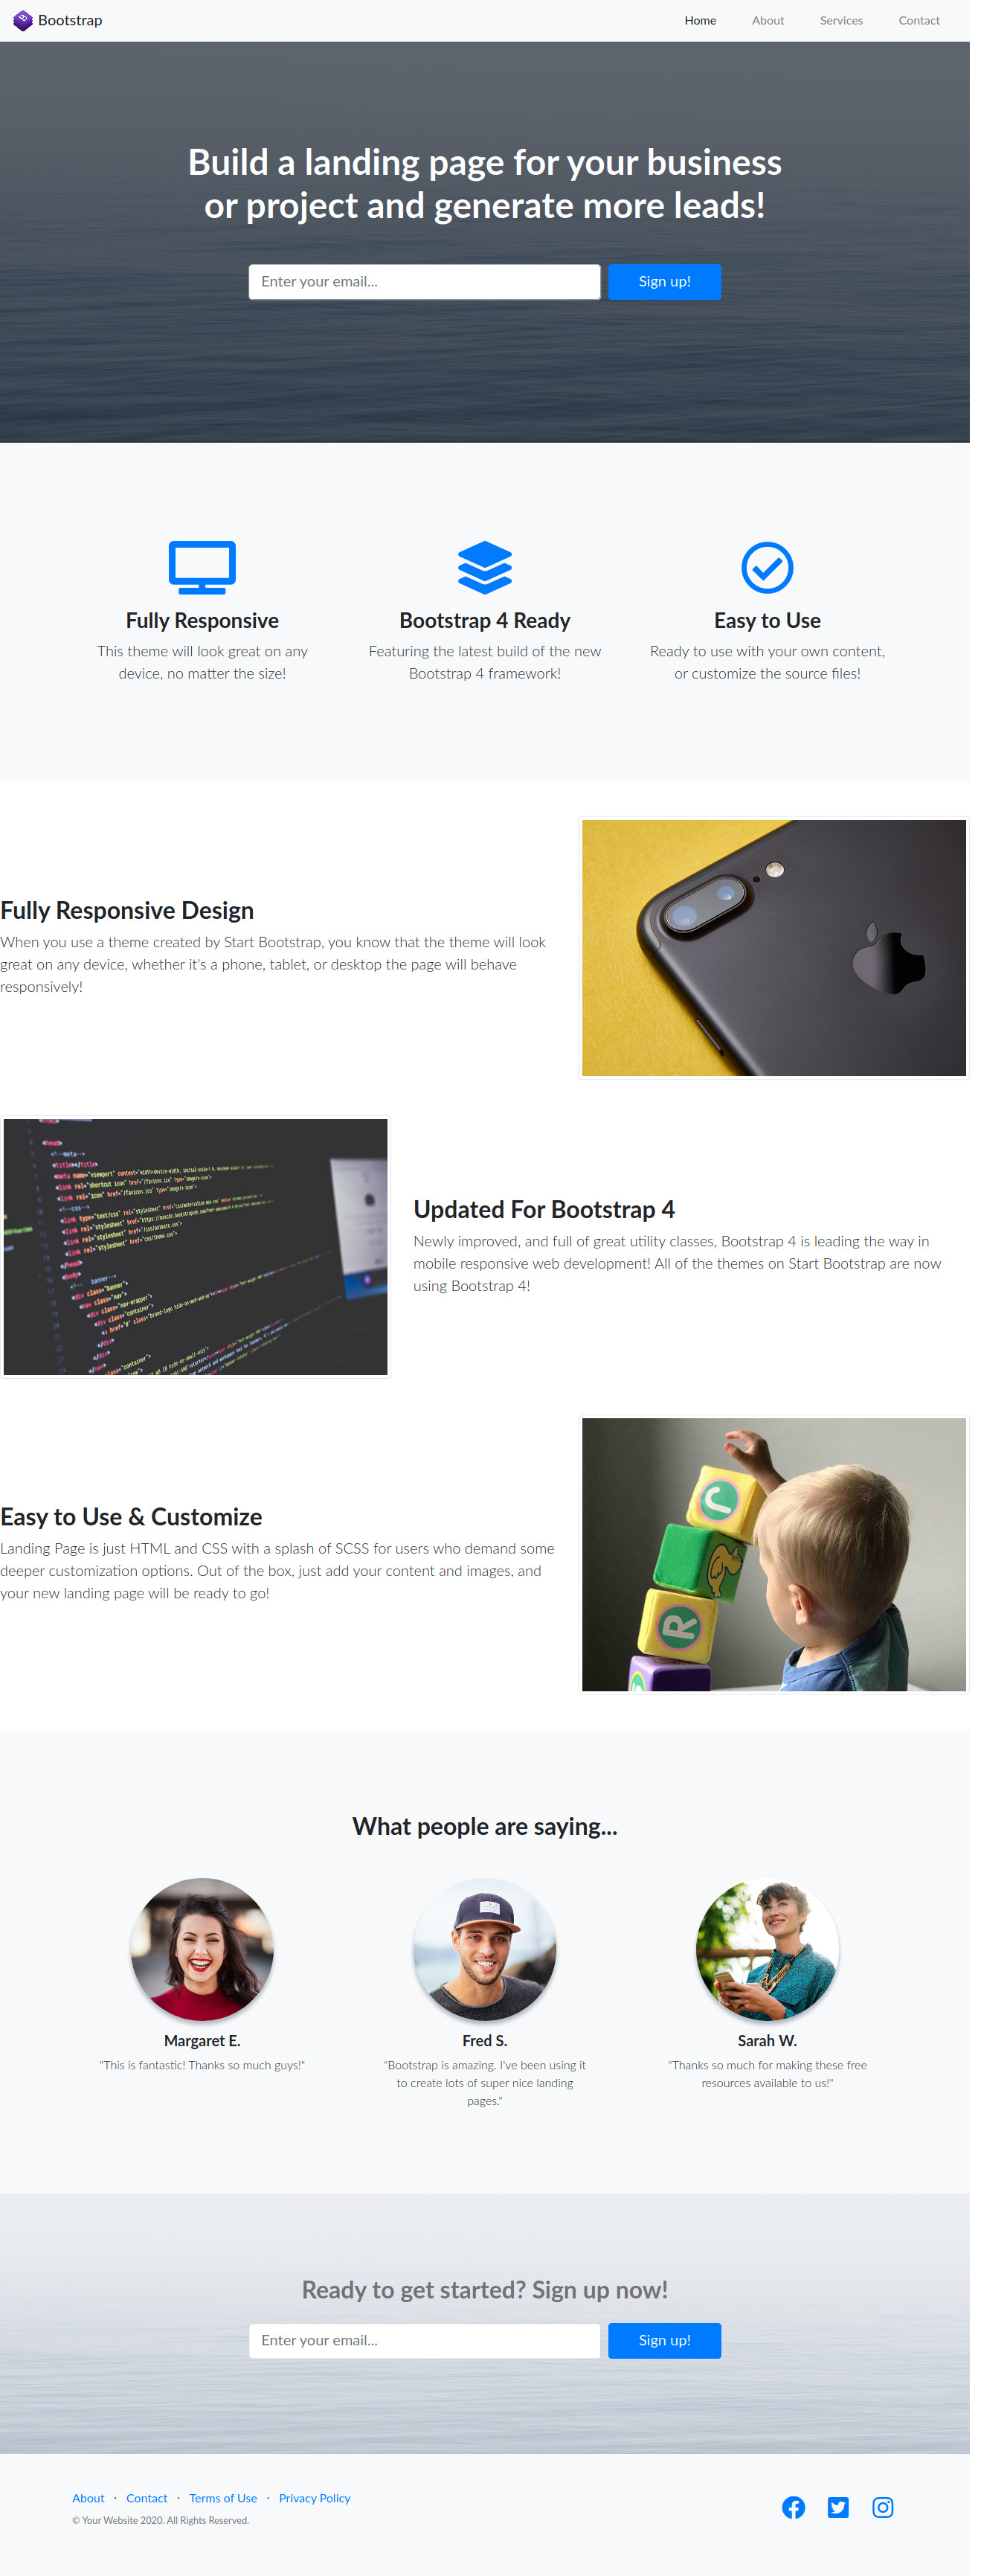 Bootstrap
Home
About
Services
Contact
Build a landing page for your business
or project and generate more leads!
Enter your email...
Sign up!
Fully Responsive
This theme will look great on any
device, no matter the size!
Bootstrap 4 Ready
Featuring the latest build of the new
Bootstrap 4 framework!
Easy to Use
Ready to use with your own content,
or customize the source files!
Fully Responsive Design
When you use a theme created by Start Bootstrap, you know that the theme will look
great on any device, whether it's a phone, tablet, or desktop the page will behave
responsively!
Updated For Bootstrap 4
Newly improved, and full of great utility classes, Bootstrap 4 is leading the way in
mobile responsive web development! All of the themes on Start Bootstrap are now
using Bootstrap 4!
Easy to Use & Customize
Landing Page is just HTML and CSS with a splash of SCSS for users who demand some
deeper customization options. Out of the box, just add your content and images, and
your new landing page will be ready to go!
R
What people are saying...
Margaret E.
"This is fantastic! Thanks so much guys!"
Fred S.
"Bootstrap is amazing. I've been using it
to create lots of super nice landing
pages."
Sarah W.
"Thanks so much for making these free
resources available to us!"
Ready to get started? Sign up now!
Enter your email...
Sign up!
About · Contact · Terms of Use · Privacy Policy
© Your Website 2020. All Rights Reserved.